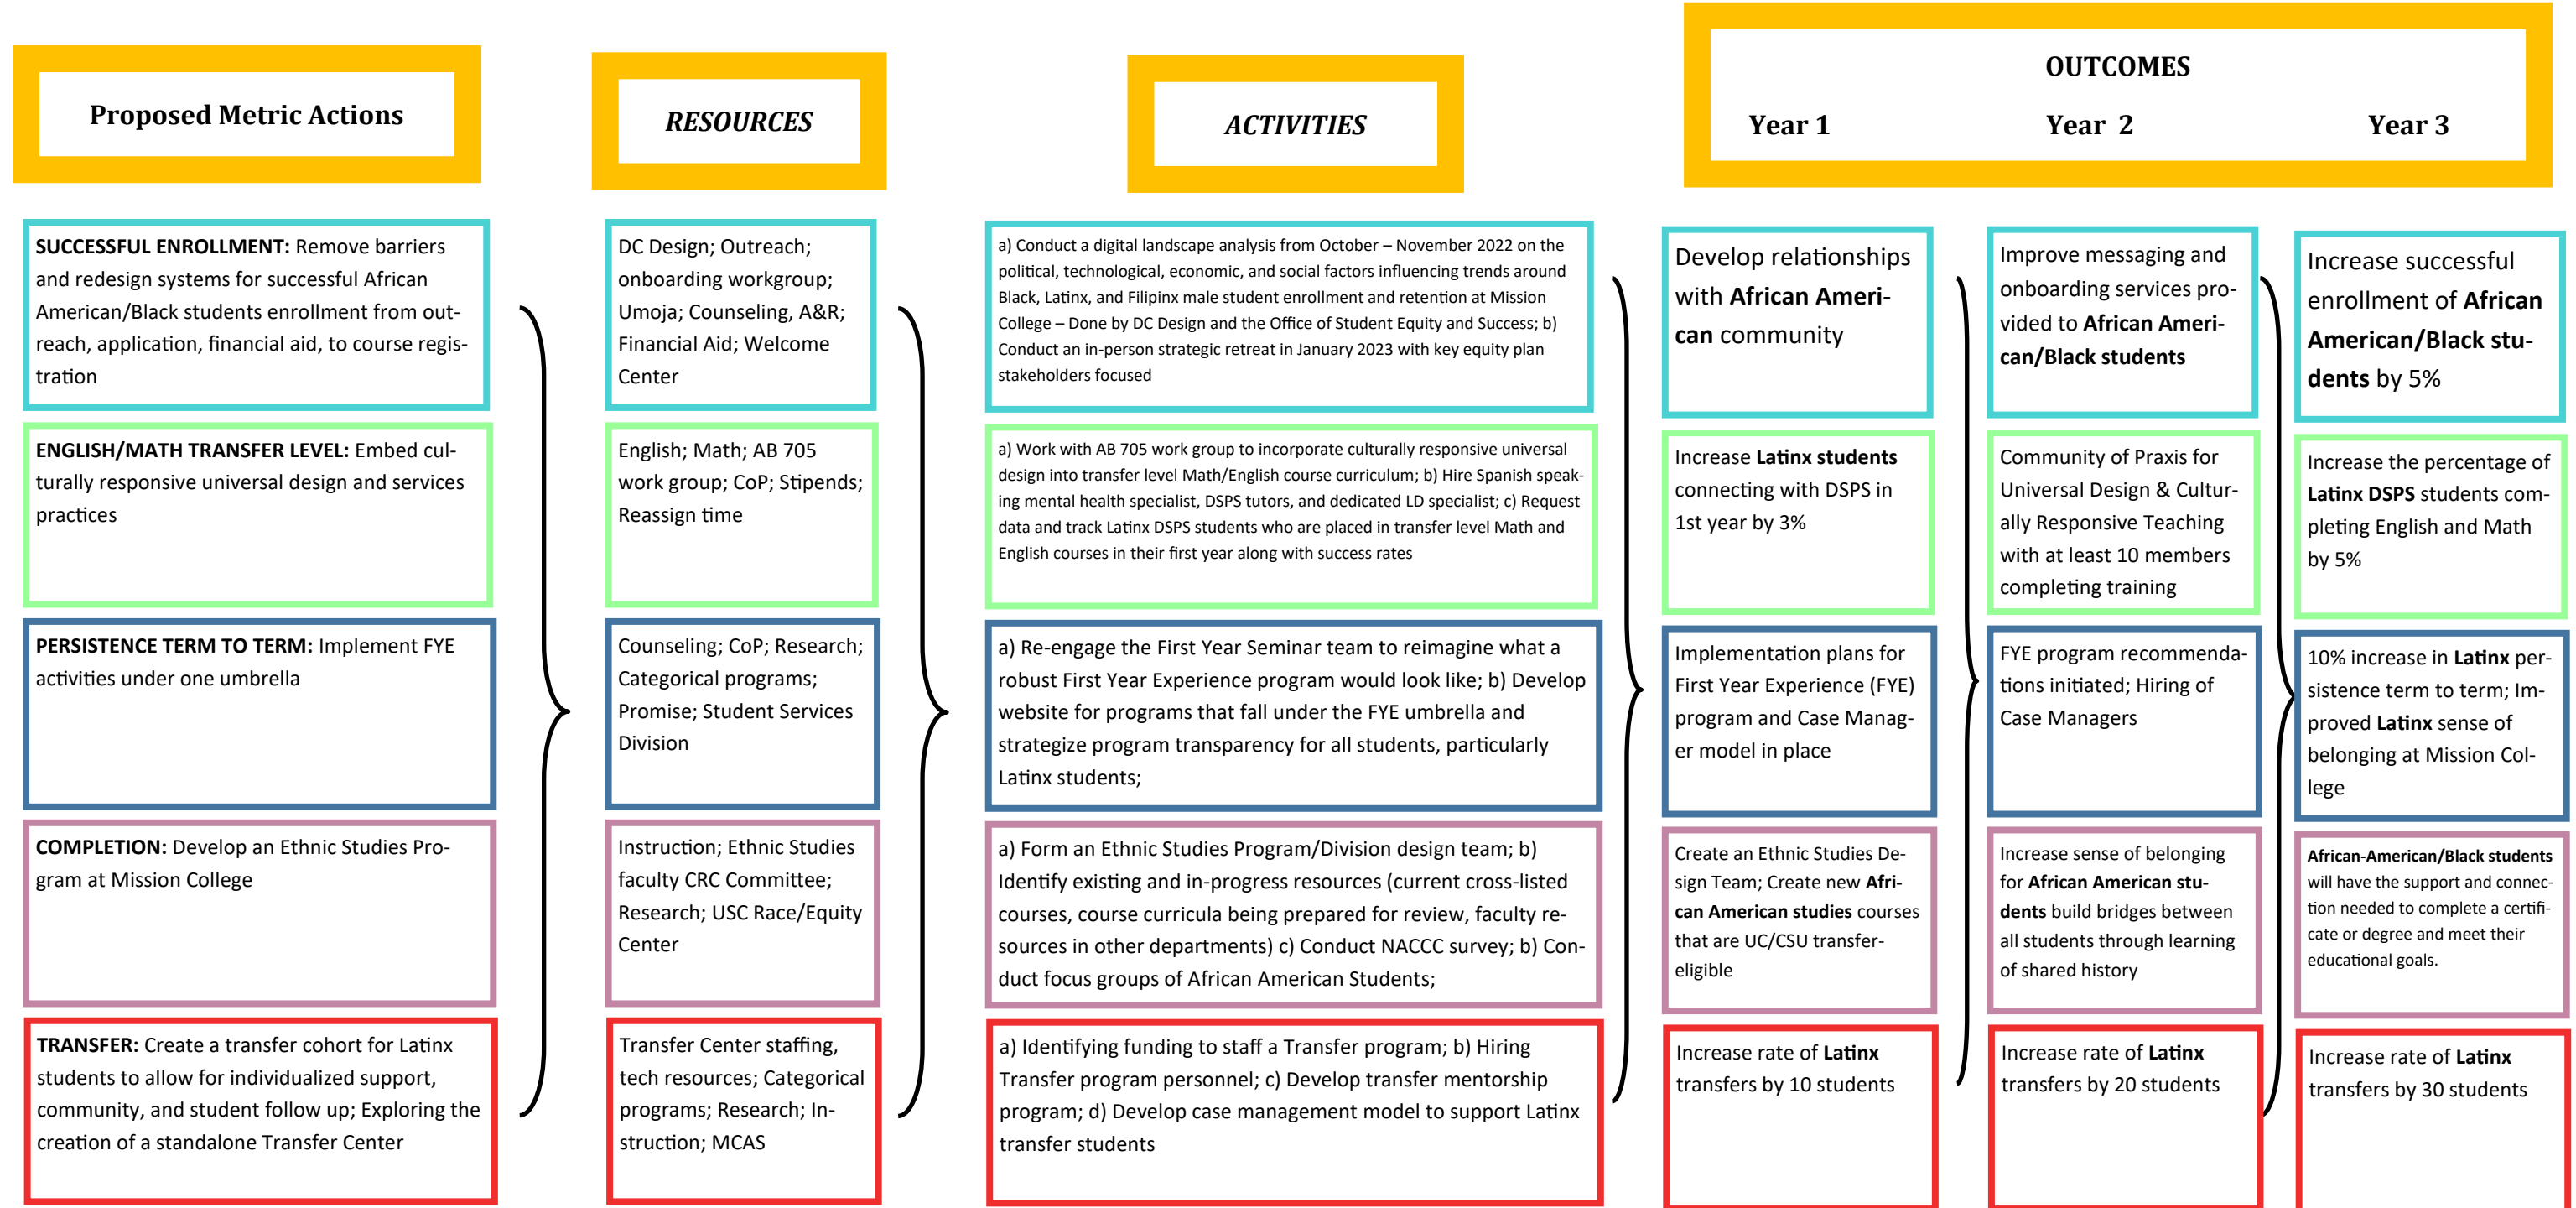 Proposed Metric Actions
RESOURCES
ACTIVITIES
OUTCOMES
Year 1
Year  2
Year 3
SUCCESSFUL ENROLLMENT: Remove barriers
and redesign systems for successful African
American/Black students enrollment from out-
reach, application, financial aid, to course regis-
tration
DC Design; Outreach;
onboarding workgroup;
Umoja; Counseling, A&R;
Financial Aid; Welcome
Center
a) Conduct a digital landscape analysis from October – November 2022 on the
political, technological, economic, and social factors influencing trends around
Black, Latinx, and Filipinx male student enrollment and retention at Mission
College – Done by DC Design and the Office of Student Equity and Success; b)
Conduct an in-person strategic retreat in January 2023 with key equity plan
stakeholders focused
Develop relationships
with African Ameri-
can community
Improve messaging and
onboarding services pro-
vided to African Ameri-
can/Black students
Increase successful
enrollment of African
American/Black stu-
dents by 5%
ENGLISH/MATH TRANSFER LEVEL: Embed cul-
turally responsive universal design and services
practices
English; Math; AB 705
work group; CoP; Stipends;
Reassign time
a) Work with AB 705 work group to incorporate culturally responsive universal
design into transfer level Math/English course curriculum; b) Hire Spanish speak-
ing mental health specialist, DSPS tutors, and dedicated LD specialist; c) Request
data and track Latinx DSPS students who are placed in transfer level Math and
English courses in their first year along with success rates
Increase Latinx students
connecting with DSPS in
1st year by 3%
Community of Praxis for
Universal Design & Cultur-
ally Responsive Teaching
with at least 10 members
completing training
Increase the percentage of
Latinx DSPS students com-
pleting English and Math
by 5%
PERSISTENCE TERM TO TERM: Implement FYE
activities under one umbrella
Counseling; CoP; Research;
Categorical programs;
Promise; Student Services
Division
a) Re-engage the First Year Seminar team to reimagine what a
robust First Year Experience program would look like; b) Develop
website for programs that fall under the FYE umbrella and
strategize program transparency for all students, particularly
Latinx students;
Implementation plans for
First Year Experience (FYE)
program and Case Manag-
er model in place
FYE program recommenda-
tions initiated; Hiring of
Case Managers
10% increase in Latinx per-
sistence term to term; Im-
proved Latinx sense of
belonging at Mission Col-
lege
COMPLETION: Develop an Ethnic Studies Pro-
gram at Mission College
Instruction; Ethnic Studies
faculty CRC Committee;
Research; USC Race/Equity
Center
a) Form an Ethnic Studies Program/Division design team; b)
Identify existing and in-progress resources (current cross-listed
courses, course curricula being prepared for review, faculty re-
sources in other departments) c) Conduct NACCC survey; b) Con-
duct focus groups of African American Students;
Create an Ethnic Studies De-
sign Team; Create new Afri-
can American studies courses
that are UC/CSU transfer-
eligible
Increase sense of belonging
for African American stu-
dents build bridges between
all students through learning
of shared history
African-American/Black students
will have the support and connec-
tion needed to complete a certifi-
cate or degree and meet their
educational goals.
TRANSFER: Create a transfer cohort for Latinx
students to allow for individualized support,
community, and student follow up; Exploring the
creation of a standalone Transfer Center
Transfer Center staffing,
tech resources; Categorical
programs; Research; In-
struction; MCAS
a) Identifying funding to staff a Transfer program; b) Hiring
Transfer program personnel; c) Develop transfer mentorship
program; d) Develop case management model to support Latinx
transfer students
Increase rate of Latinx
transfers by 10 students
Increase rate of Latinx
transfers by 20 students
Increase rate of Latinx
transfers by 30 students